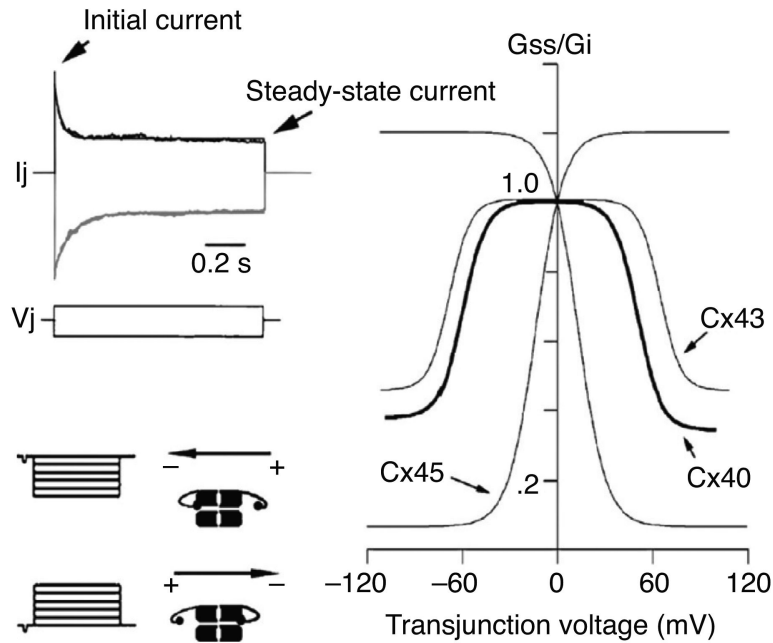 Initial current
Steady-state current
Ij
0.2 s
Vj
− +
+ −
Gss/Gi
1.0
Cx43
Cx45
.2
Cx40
−120 −60 0 60 120
Transjunction voltage (mV)